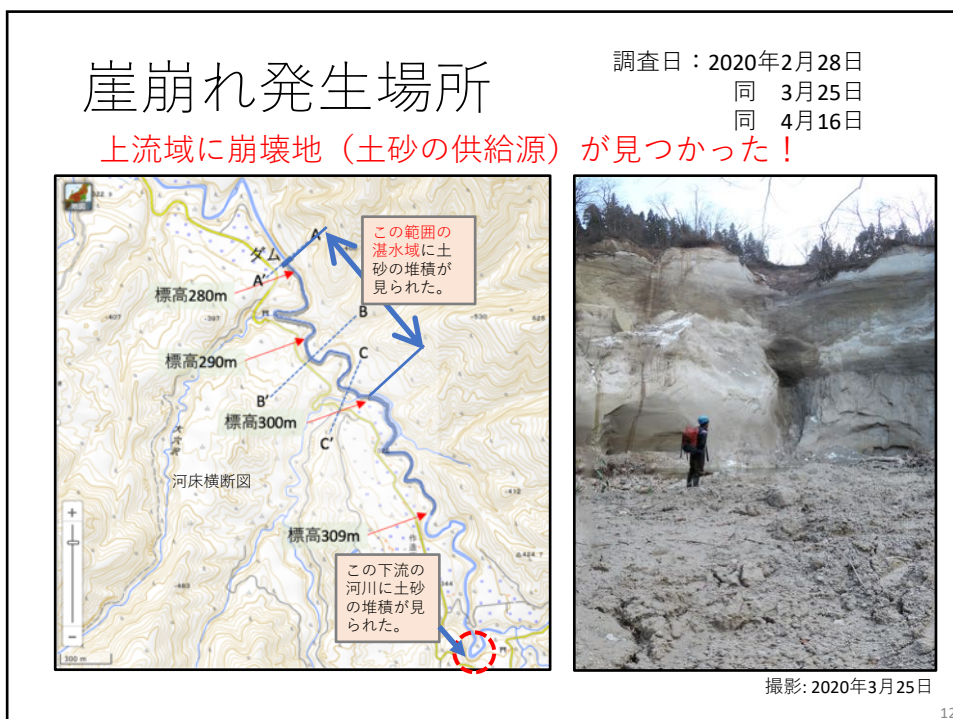 崖崩れ発生場所
調査日：2020年2月28日
同　3月25日
同　4月16日
上流域に崩壊地（土砂の供給源）が見つかった！
A
この範囲の
湛水域に土
砂の堆積が
見られた。
ダム
A’
標高280m
B
-407
-397
-530
標高290m
C
B’
標高300m
C’
河床横断図
-412
標高309m
この下流の
河川に土砂
の堆積が見
られた。
-463
300 m
撮影: 2020年3月25日
12